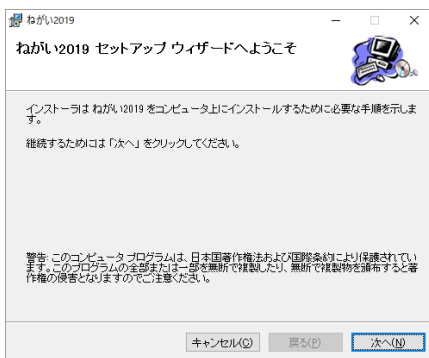 ねがい2019
ねがい2019 セットアップ ウィザードへようこそ
インストーラは ねがい2019 をコンピュータ上にインストールするために必要な手順を示しま
す。
継続するためには「次へ」をクリックしてください。
警告: このコンピュータ プログラムは、日本国著作権法および国際条約により保護されてい
ます。このプログラムの全部または一部を無断で複製したり、無断で複製物を頒布すると著
作権の侵害となりますのでご注意ください。
キャンセル(C) 戻る(P) 次へ(N)